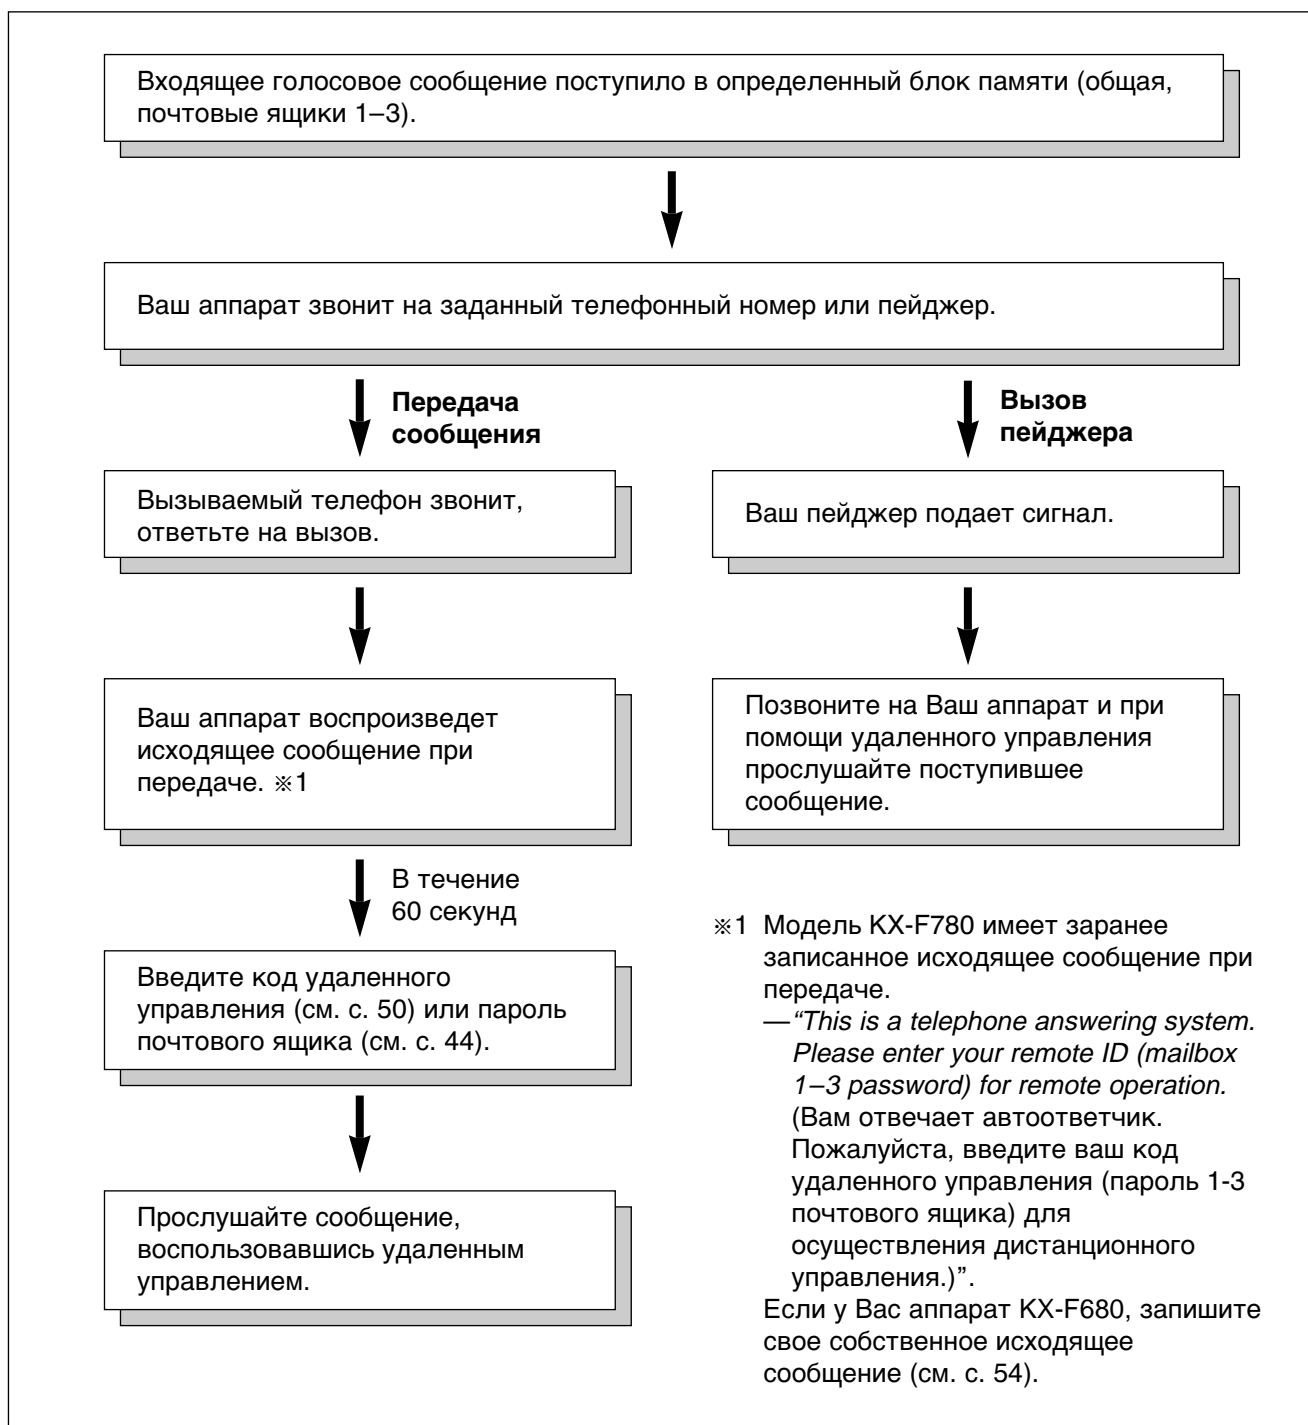 Входящее голосовое сообщение поступило в определенный блок памяти (общая,
почтовые ящики 1–3).
Ваш аппарат звонит на заданный телефонный номер или пейджер.
Передача
сообщения
Вызов
пейджера
Вызываемый телефон звонит,
ответьте на вызов.
Ваш пейджер подает сигнал.
Ваш аппарат воспроизведет
исходящее сообщение при
передаче. ※1
Позвоните на Ваш аппарат и при
помощи удаленного управления
прослушайте поступившее
сообщение.
В течение
60 секунд
Введите код удаленного
управления (см. с. 50) или пароль
почтового ящика (см. с. 44).
Прослушайте сообщение,
воспользовавшись удаленным
управлением.
※1 Модель KX-F780 имеет заранее
записанное исходящее сообщение при
передаче.
—“This is a telephone answering system.
Please enter your remote ID (mailbox
1–3 password) for remote operation.
(Вам отвечает автоответчик.
Пожалуйста, введите ваш код
удаленного управления (пароль 1-3
почтового ящика) для
осуществления дистанционного
управления.)”.
Если у Вас аппарат KX-F680, запишите
свое собственное исходящее
сообщение (см. с. 54).